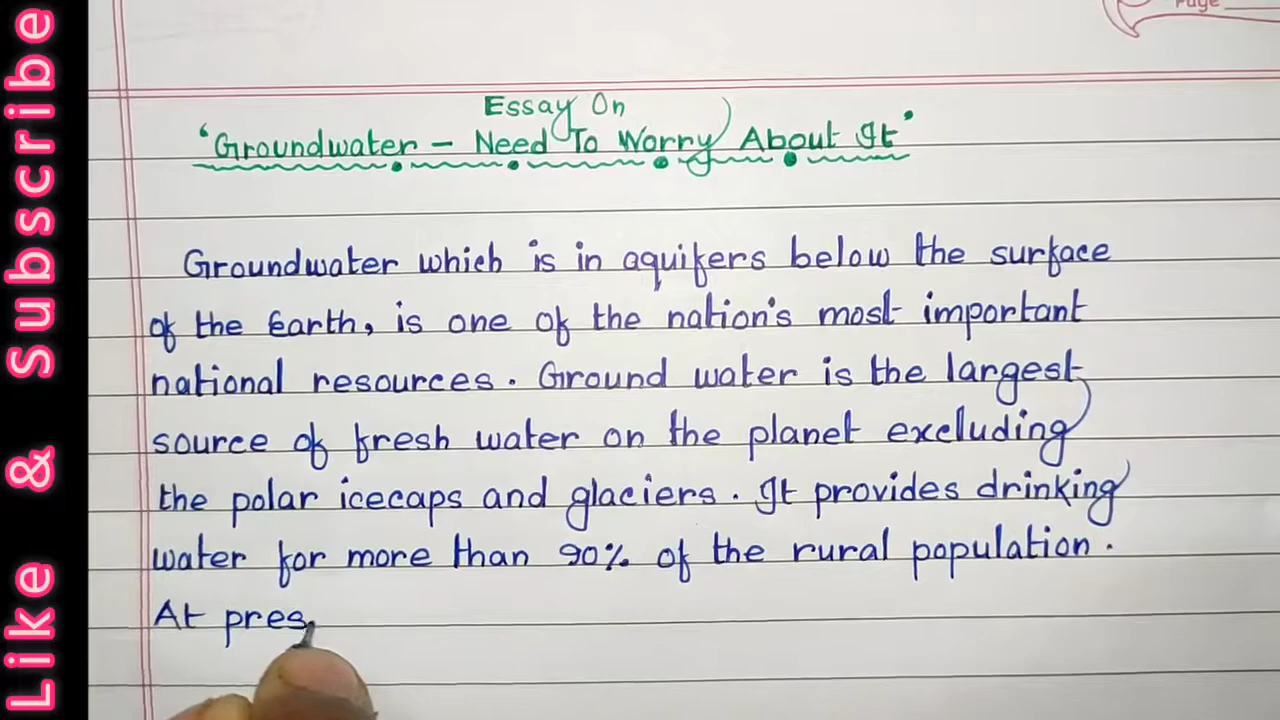 Page
Essay On
'Groundwater - Need To Worry About It'
Groundwater which is in aquifers below the surface
of the Earth, is one of the nation's most important
national resources. Ground water is the largest
source of fresh water on the planet excluding
the polar icecaps and glaciers. It provides drinking
water for more than 90% of the rural population.
At pres
Like & Subscribe